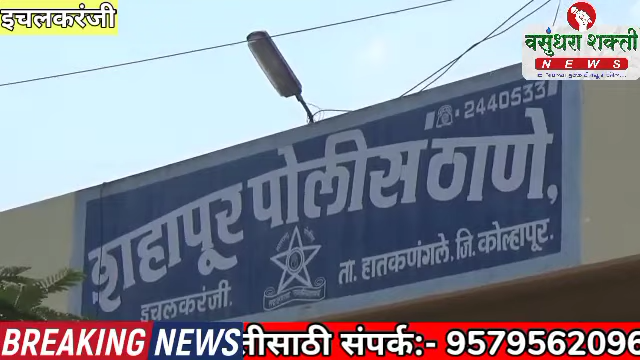 इचलकरंजी
वसुंधरा शक्ती
NEWS
2440533
शहापूर पोलीस ठाणे,
इचलकरंजी.
ता. हातकणंगले, जि. कोल्हापूर.
BREAKING NEWS
तीसाठी संपर्क:- 9579562096